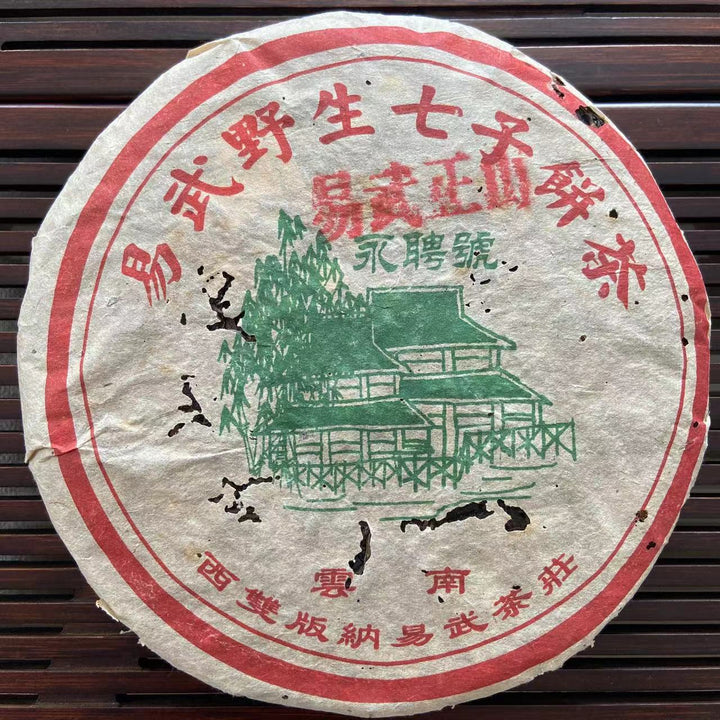 易武野生七子餅茶
易武正山
永聘號
雲南
西雙版納易武茶莊